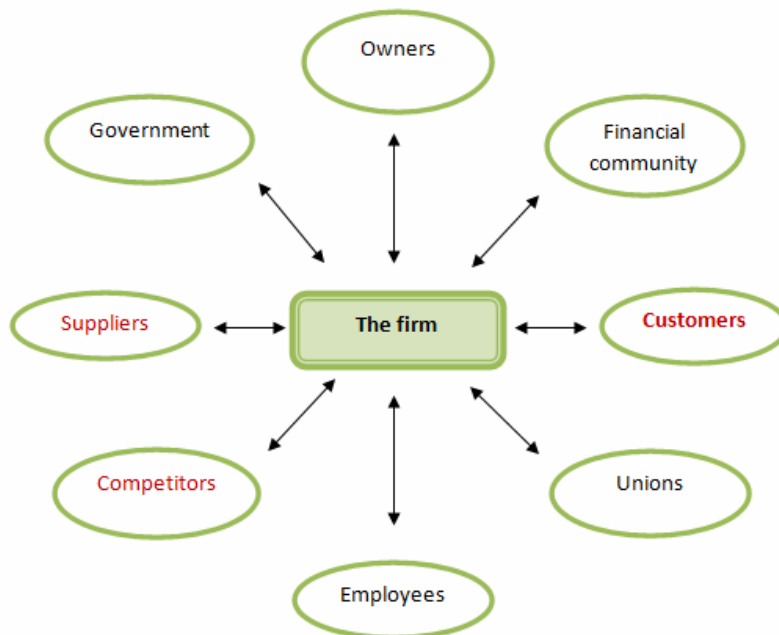 Owners
Government
Financial
community
Suppliers
The firm
Customers
Competitors
Unions
Employees